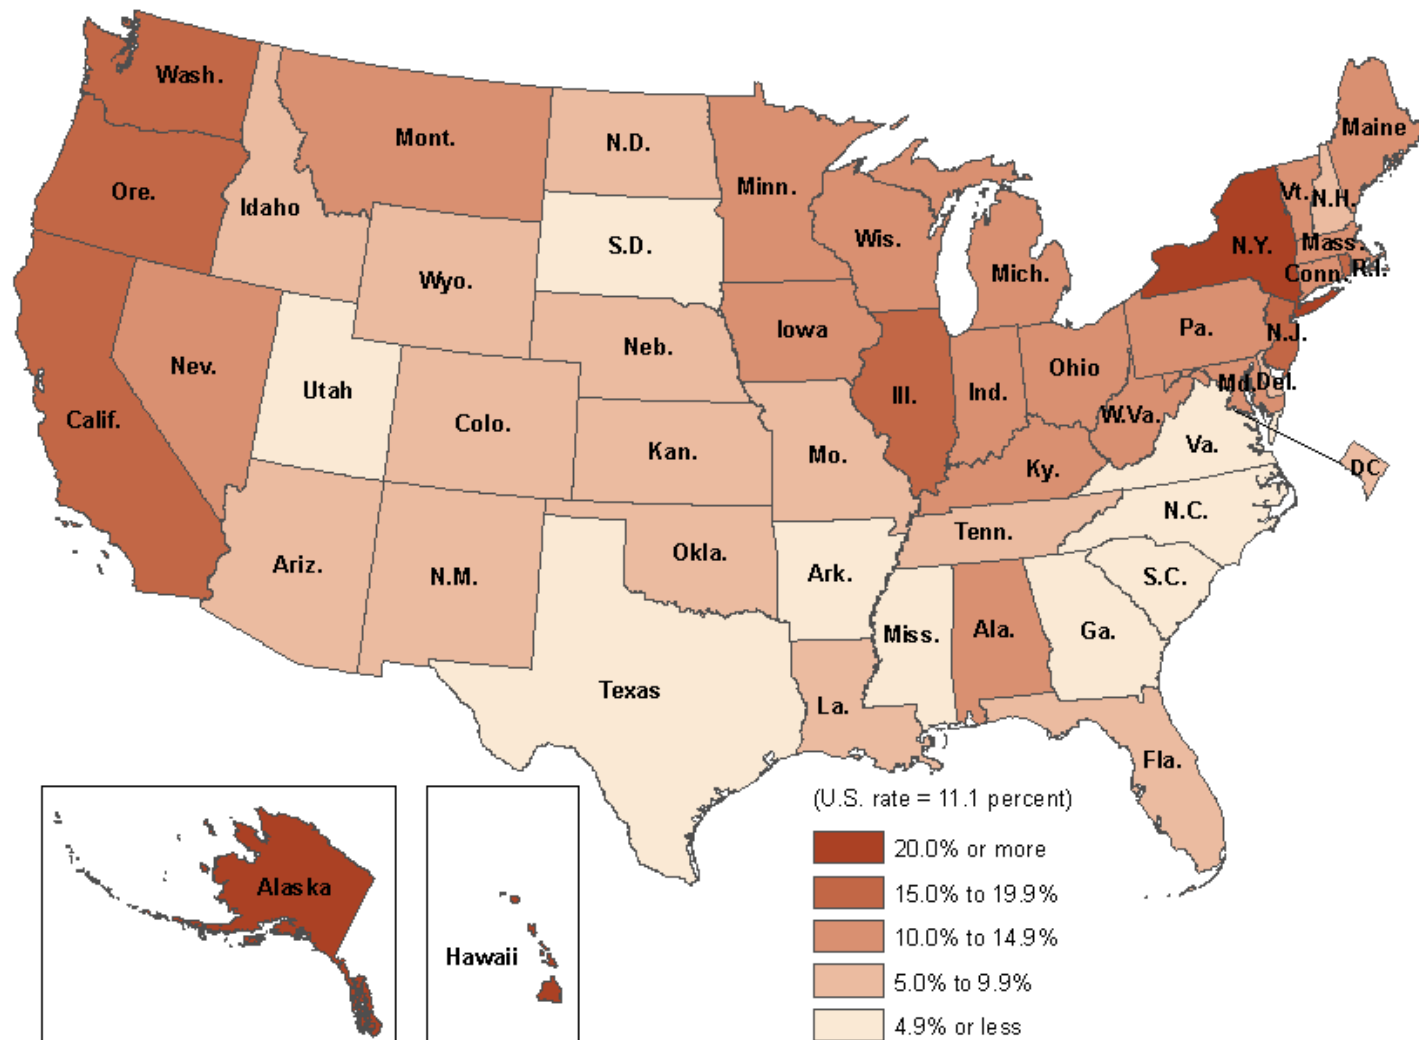 Wash.
Mont.
N.D.
Minn.
Maine
Ore.
Idaho
S.D.
Wis.
Mich.
Vt.
N.H.
N.Y.
Mass.
Conn.
R.I.
Wyo.
Iowa
Pa.
N.J.
Nev.
Utah
Neb.
Ill.
Ind.
Ohio
Md.
Del.
Calif.
Colo.
Kan.
Mo.
W.Va.
Va.
DC
Ky.
N.C.
Ariz.
N.M.
Okla.
Ark.
Tenn.
S.C.
Texas
La.
Miss.
Ala.
Ga.
Fla.
Alaska
Hawaii
(U.S. rate = 11.1 percent)
20.0% or more
15.0% to 19.9%
10.0% to 14.9%
5.0% to 9.9%
4.9% or less